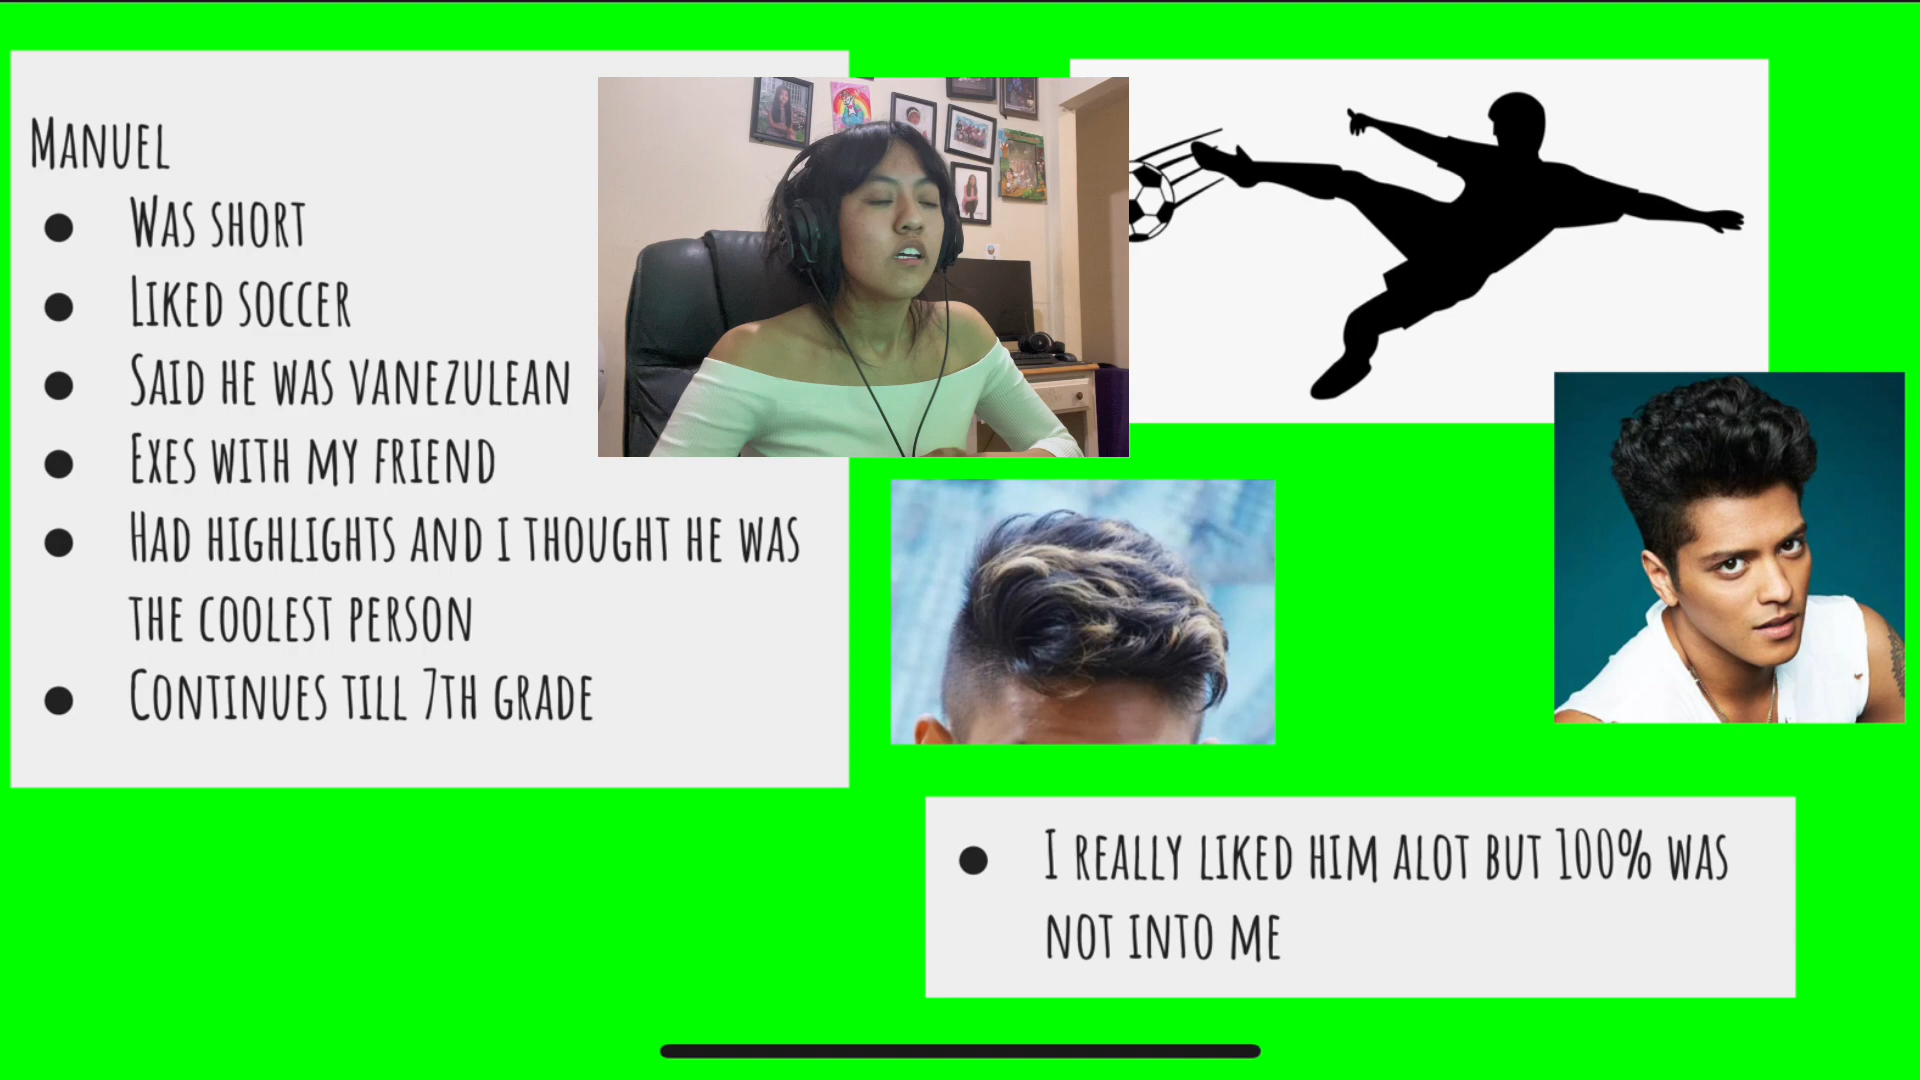 Manuel
● Was short
● Liked soccer
● Said he was vanezulean
● Exes with my friend
● Had highlights and i thought he was
the coolest person
● Continues till 7th grade
● I really liked him alot but 100% was
not into me